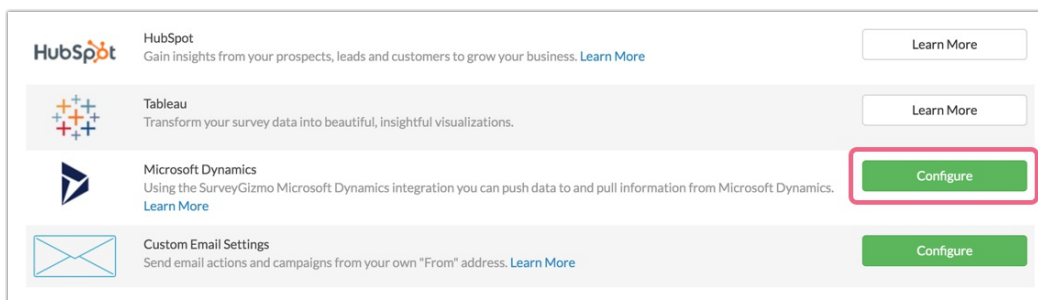 HubSpot
HubSpot
Gain insights from your prospects, leads and customers to grow your business. Learn More
Learn More
Tableau
Transform your survey data into beautiful, insightful visualizations.
Learn More
Microsoft Dynamics
Using the SurveyGizmo Microsoft Dynamics integration you can push data to and pull information from Microsoft Dynamics.
Learn More
Configure
Custom Email Settings
Send email actions and campaigns from your own "From" address. Learn More
Configure